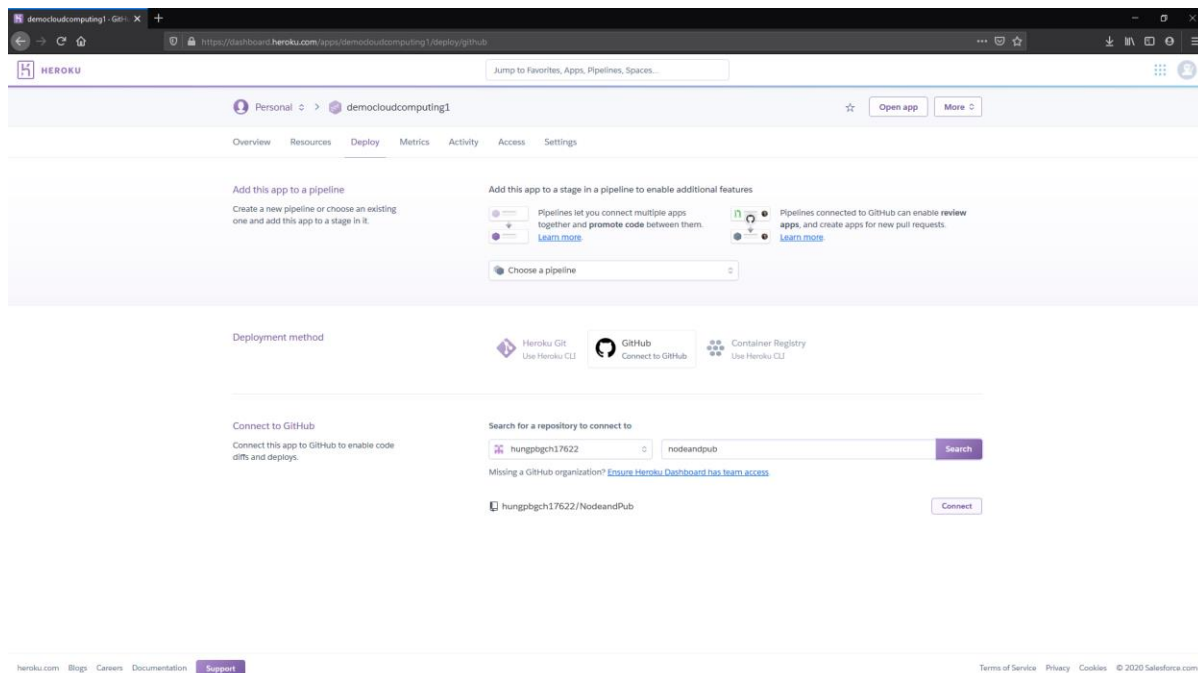 democloudcomputing1 - GitH
https://dashboard.heroku.com/apps/democloudcomputing1/deploy/github
HEROKU
Jump to Favorites, Apps, Pipelines, Spaces...
Personal > democloudcomputing1
Open app
More
Overview Resources Deploy Metrics Activity Access Settings
Add this app to a pipeline
Create a new pipeline or choose an existing
one and add this app to a stage in it.
Add this app to a stage in a pipeline to enable additional features
Pipelines let you connect multiple apps
together and promote code between them.
Learn more.
Pipelines connected to GitHub can enable review
apps, and create apps for new pull requests.
Learn more.
Choose a pipeline
Deployment method
Heroku Git
Use Heroku CLI
GitHub
Connect to GitHub
Container Registry
Use Heroku CLI
Connect to GitHub
Connect this app to GitHub to enable code
diffs and deploys.
Search for a repository to connect to
hungpbgch17622
nodeandpub
Search
Missing a GitHub organization? Ensure Heroku Dashboard has team access.
hungpbgch17622/NodeandPub
Connect
heroku.com Blogs Careers Documentation Support
Terms of Service Privacy Cookies © 2020 Salesforce.com